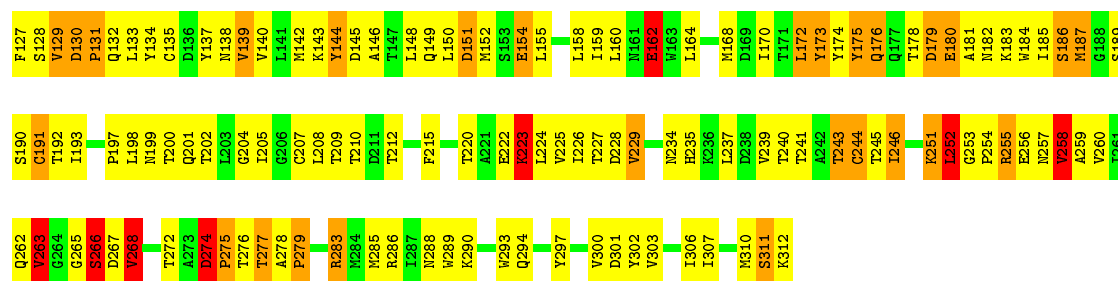 F127 S128 V129 D130 P131 Q132 L133 Y134 C135 D136 Y137 N138 V139 V140 L141 M142 K143 Y144 D145 A146 T147 L148 Q149 L150 D151 M152 S153 E154 L155 L158 I159 L160 N161 E162 W163 L164 M168 D169 I170 T171 L172 Y173 Y174 Y175 Q176 Q177 T178 D179 E180 A181 N182 K183 W184 I185 S186 M187 G188 S189
S190 C191 T192 I193 P197 L198 N199 T200 Q201 T202 L203 G204 I205 G206 C207 L208 T209 T210 D211 T212 F215 T220 A221 E222 K223 L224 V225 I226 T227 D228 V229 N234 H235 K236 L237 D238 V239 T240 T241 A242 T243 C244 T245 I246 K251 L252 G253 P254 R255 E256 N257 V258 A259 V260 I261
Q262 V263 G264 G265 S266 D267 V268 T272 A273 D274 P275 T276 T277 A278 P279 R283 M284 M285 R286 I287 N288 W289 K290 W293 Q294 Y297 V300 D301 Y302 V303 I306 I307 M310 S311 K312